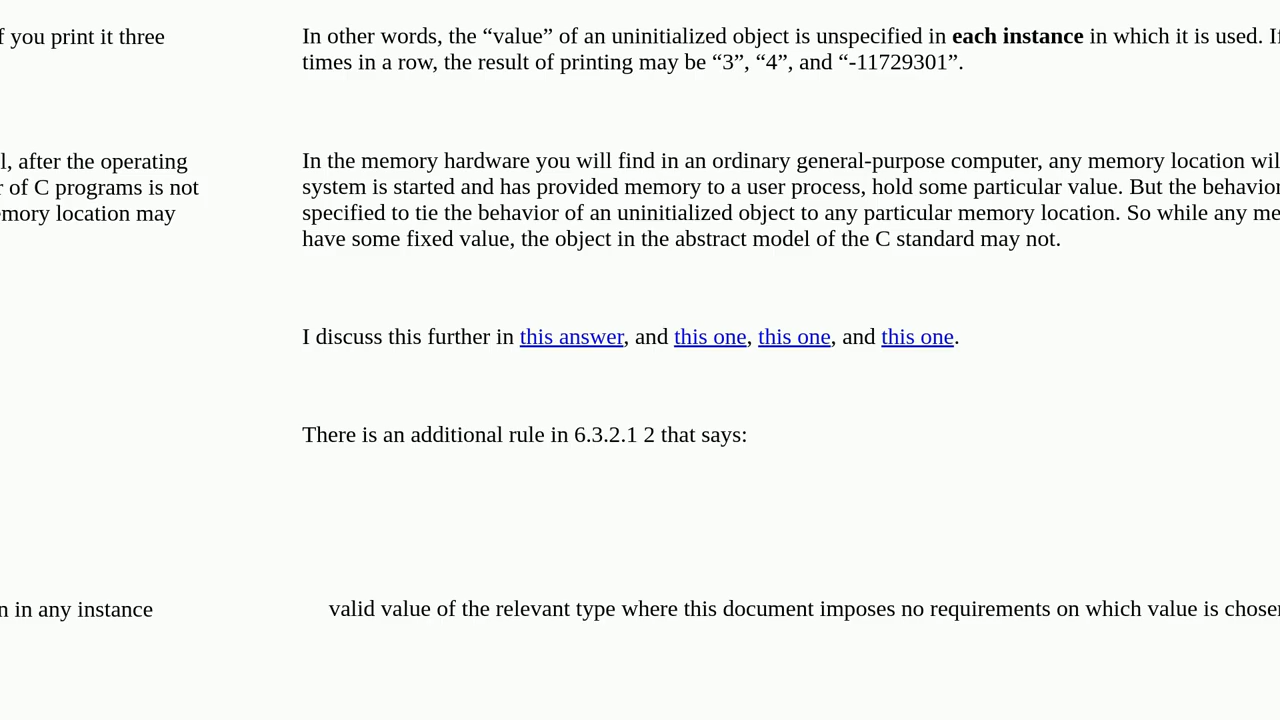 f you print it three
l, after the operating
r of C programs is not
emory location may
n in any instance
In other words, the “value” of an uninitialized object is unspecified in each instance in which it is used. If
times in a row, the result of printing may be “3”, “4”, and “-11729301”.
In the memory hardware you will find in an ordinary general-purpose computer, any memory location wil
system is started and has provided memory to a user process, hold some particular value. But the behavior
specified to tie the behavior of an uninitialized object to any particular memory location. So while any me
have some fixed value, the object in the abstract model of the C standard may not.
I discuss this further in this answer, and this one, this one, and this one.
There is an additional rule in 6.3.2.1 2 that says:
valid value of the relevant type where this document imposes no requirements on which value is chosen